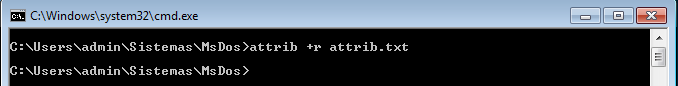 C:\Windows\system32\cmd.exe
C:\Users\admin\Sistemas\MsDos>attrib +r attrib.txt
C:\Users\admin\Sistemas\MsDos>